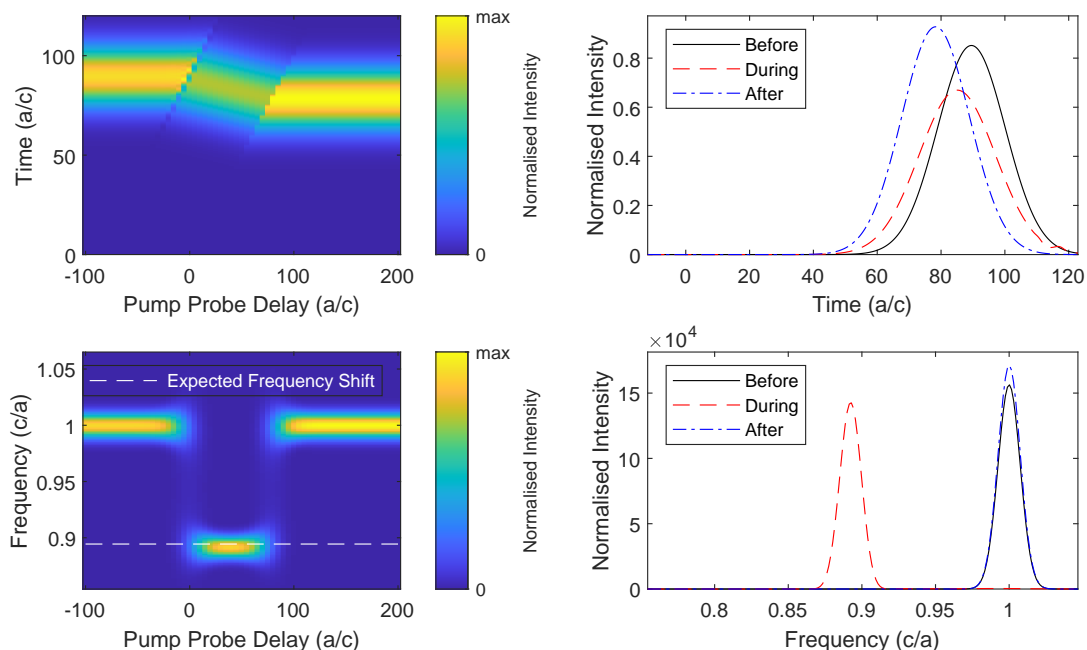 100
50
0
Time (a/c)
-100 0 100 200
Pump Probe Delay (a/c)
max
0
Normalised Intensity
0.8
0.6
0.4
0.2
0
Normalised Intensity
Before
During
After
0 20 40 60 80 100 120
Time (a/c)
1.05
1
0.95
0.9
Frequency (c/a)
Expected Frequency Shift
-100 0 100 200
Pump Probe Delay (a/c)
max
0
Normalised Intensity
×10⁴
15
10
5
0
Normalised Intensity
Before
During
After
0.8 0.85 0.9 0.95 1
Frequency (c/a)